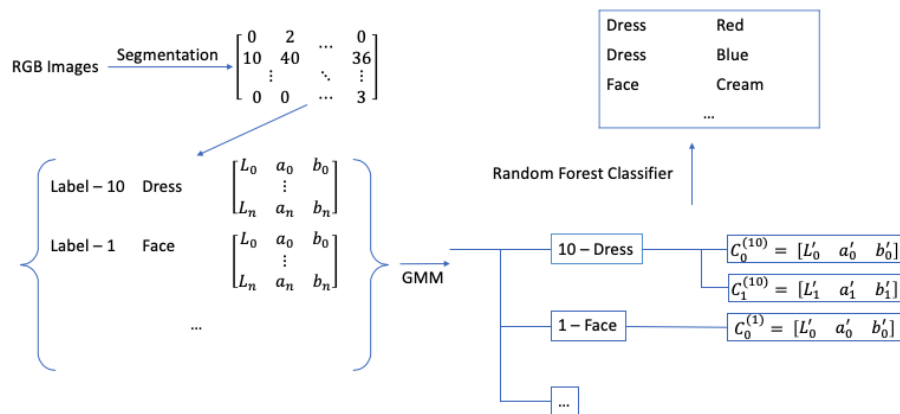 RGB Images
Segmentation
0 2 … 0
10 40 36
⋮ ⋱ ⋮
0 0 … 3
Label – 10 Dress
L₀ a₀ b₀
⋮
Lₙ aₙ bₙ
Label – 1 Face
L₀ a₀ b₀
⋮
Lₙ aₙ bₙ
…
GMM
10 – Dress
C₀⁽¹⁰⁾ = [L′₀ a′₀ b′₀]
C₁⁽¹⁰⁾ = [L′₁ a′₁ b′₁]
1 – Face
C₀⁽¹⁾ = [L′₀ a′₀ b′₀]
...
Random Forest Classifier
Dress Red
Dress Blue
Face Cream
…